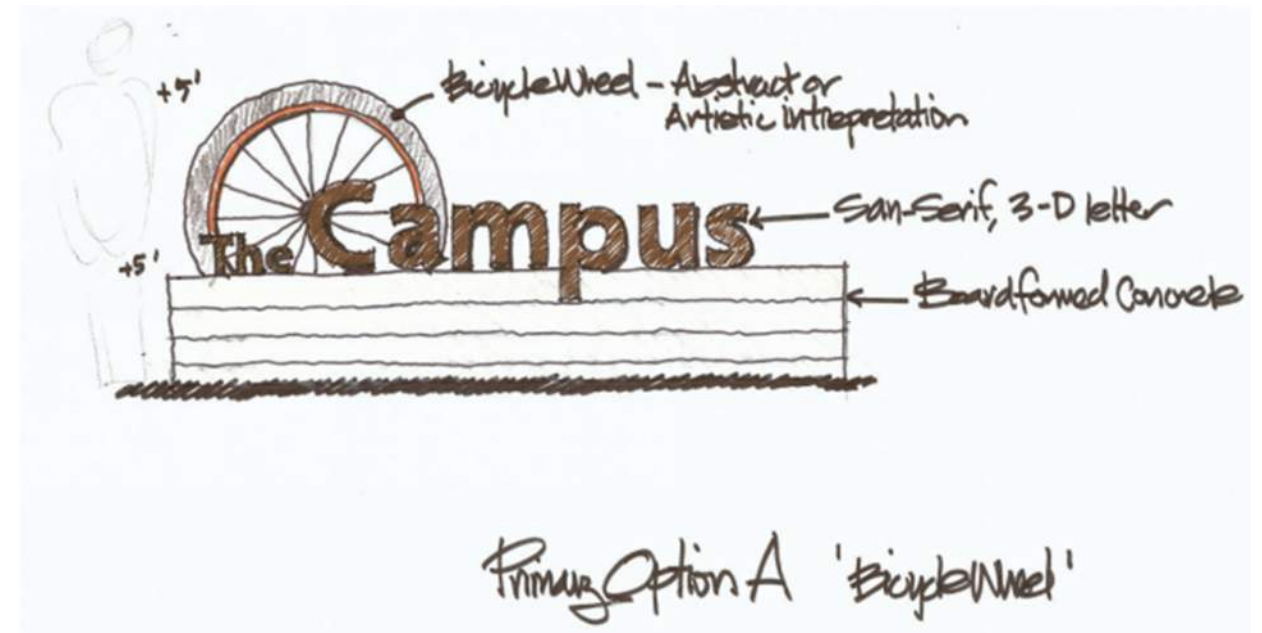 +5'
Bicycle Wheel - Abstract or
Artistic intrepretation
The Campus
San-Serif, 3-D letter
+5'
Boardformed Concrete
Primary Option A 'Bicycle Wheel'